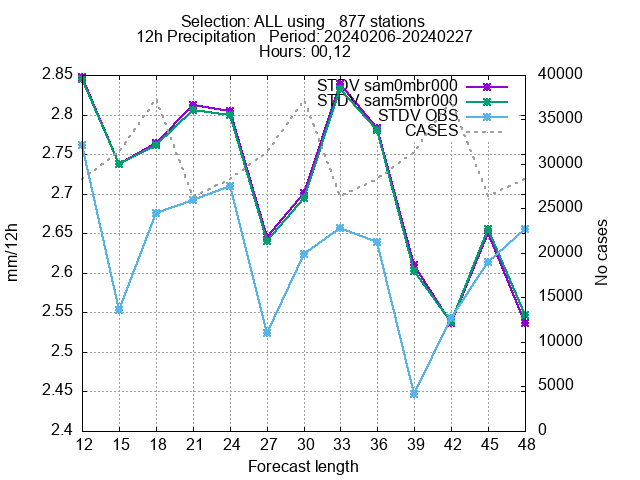 Selection: ALL using   877 stations
12h Precipitation   Period: 20240206-20240227
Hours: 00,12
STDV sam0mbr000
STDV sam5mbr000
STDV OBS
CASES
2.85
2.8
2.75
2.7
2.65
2.6
2.55
2.5
2.45
2.4
mm/12h
40000
35000
30000
25000
20000
15000
10000
5000
0
No cases
12 15 18 21 24 27 30 33 36 39 42 45 48
Forecast length